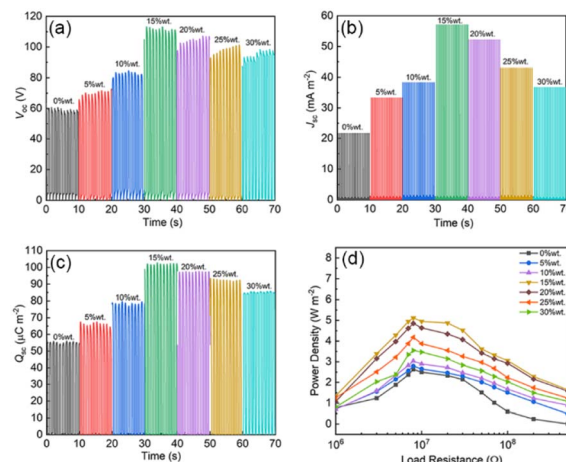 (a)
120
100
80
60
40
20
0
Voc (V)
0%wt.
5%wt.
10%wt.
15%wt.
20%wt.
25%wt.
30%wt.
0 10 20 30 40 50 60 70
Time (s)
(b)
60
50
40
30
20
10
0
Jsc (mA m-2)
0%wt.
5%wt.
10%wt.
15%wt.
20%wt.
25%wt.
30%wt.
0 10 20 30 40 50 60 70
Time (s)
(c)
110
100
90
80
70
60
50
40
30
20
10
0
Qsc (μC m-2)
0%wt.
5%wt.
10%wt.
15%wt.
20%wt.
25%wt.
30%wt.
0 10 20 30 40 50 60 70
Time (s)
(d)
8
7
6
5
4
3
2
1
0
Power Density (W m-2)
0%wt.
5%wt.
10%wt.
15%wt.
20%wt.
25%wt.
30%wt.
10^6 10^7 10^8
Load Resistance (Ω)